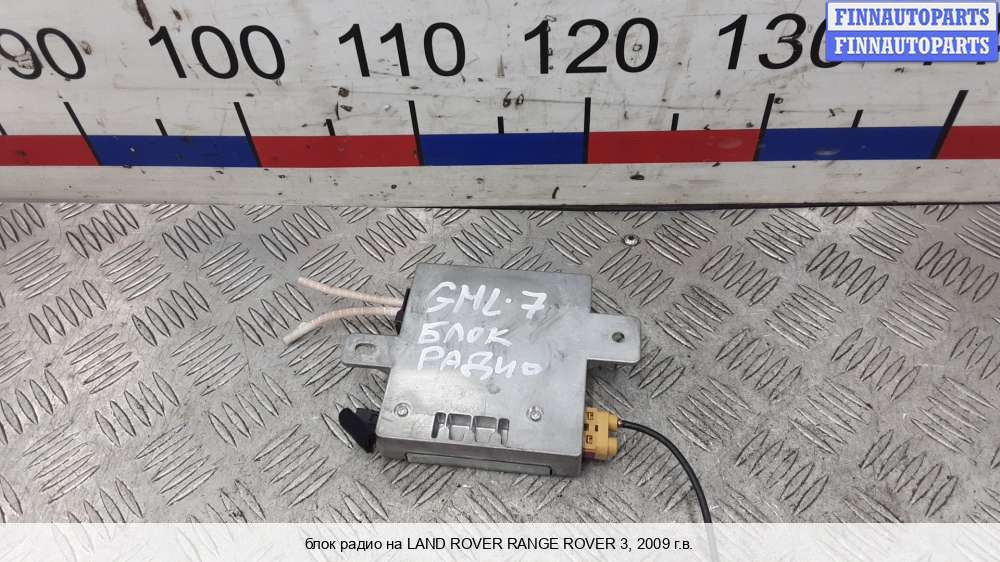 FINNAUTOPARTS
FINNAUTOPARTS
90 100 110 120 130
GML-7
БЛОК
РАДИО
блок радио на LAND ROVER RANGE ROVER 3, 2009 г.в.